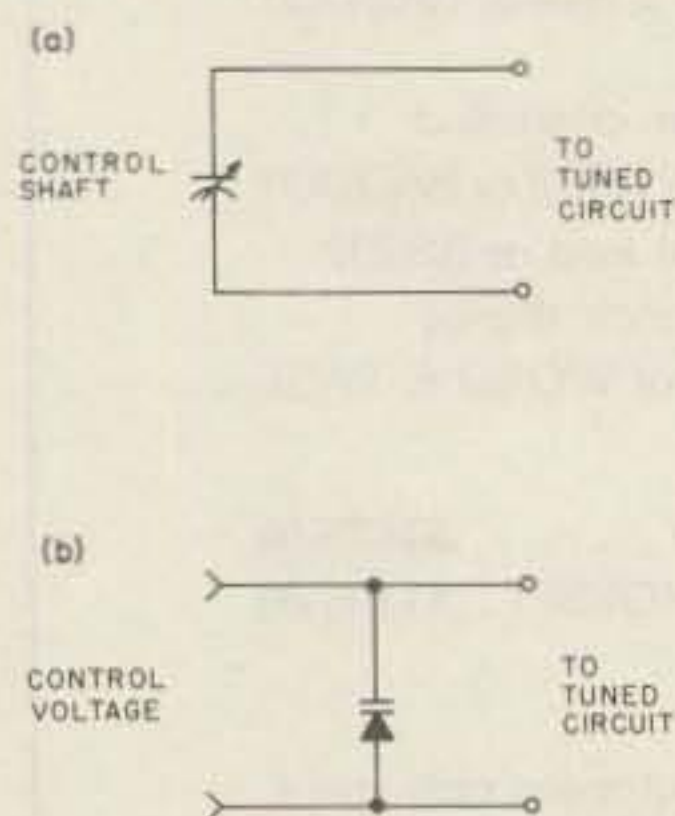 (a)
CONTROL
SHAFT
TO
TUNED
CIRCUIT
(b)
CONTROL
VOLTAGE
TO
TUNED
CIRCUIT